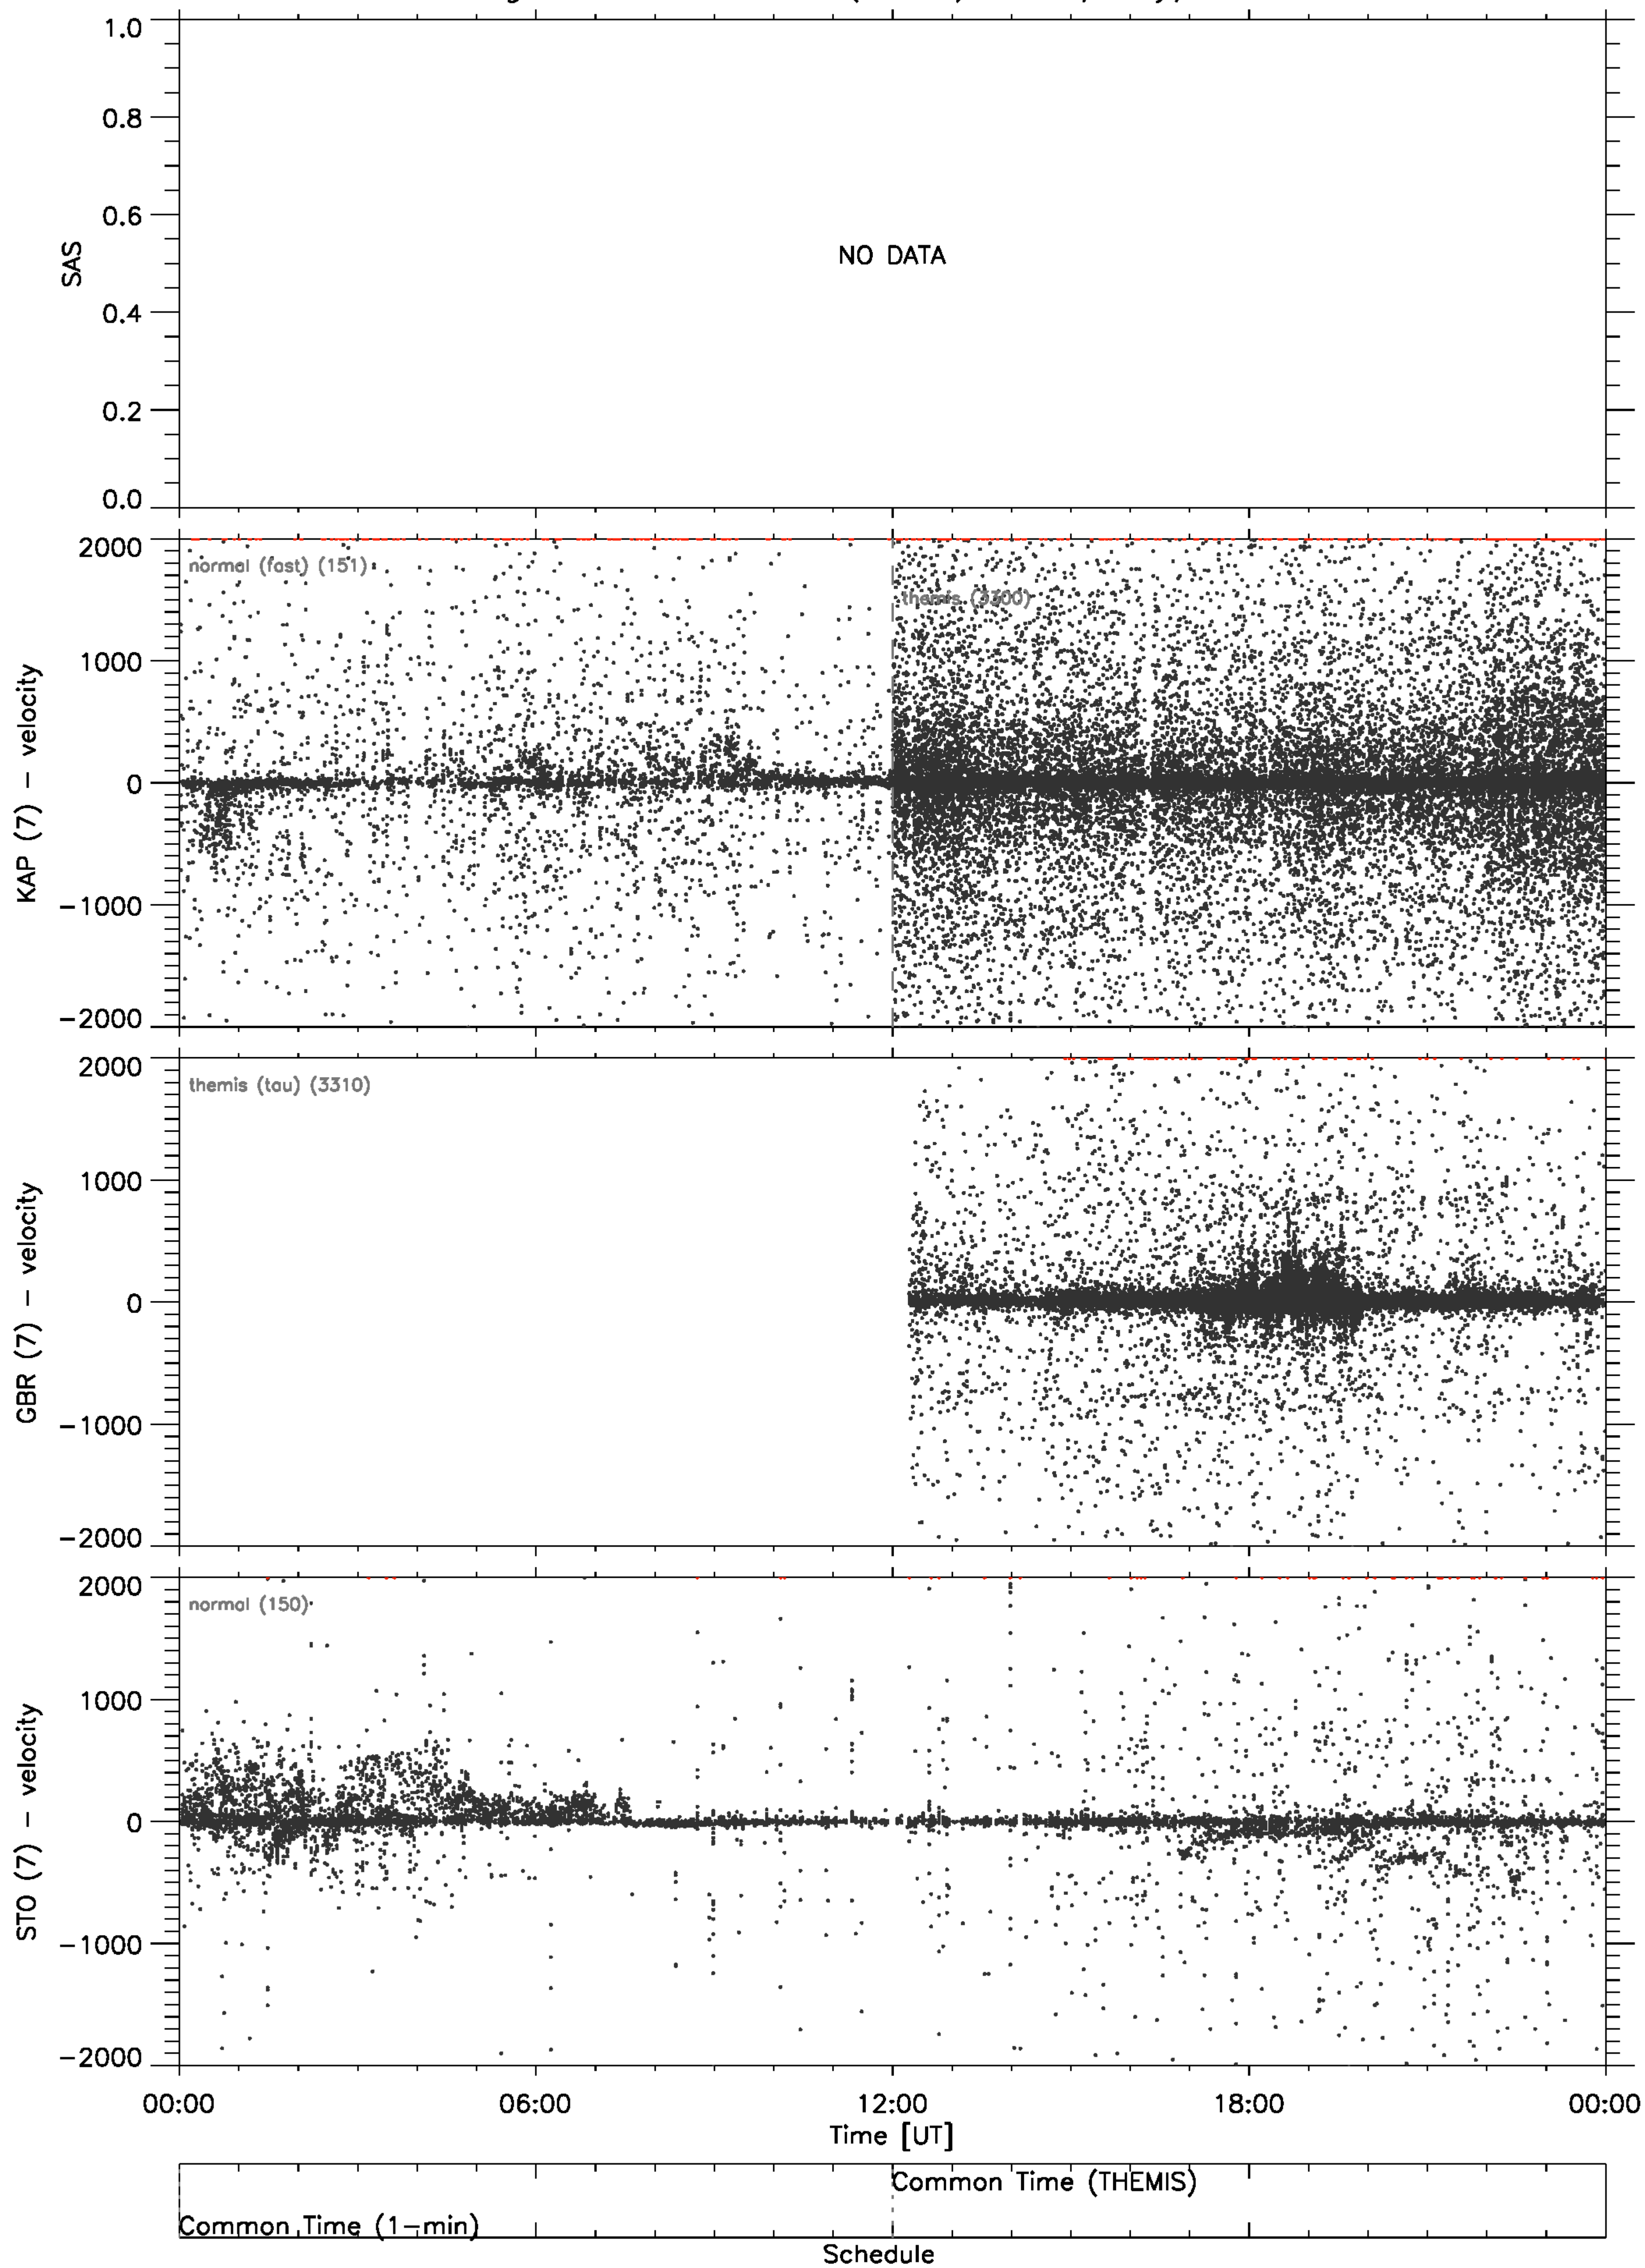 1.0
0.8
0.6
0.4
0.2
0.0
SAS
NO DATA
2000
1000
0
−1000
−2000
KAP (7) − velocity
normal (fast) (151)
themis (3300)
2000
1000
0
−1000
−2000
GBR (7) − velocity
themis (tau) (3310)
2000
1000
0
−1000
−2000
STO (7) − velocity
normal (150)
00:00 06:00 12:00 18:00 00:00
Time [UT]
Common Time (THEMIS)
Common Time (1−min)
Schedule